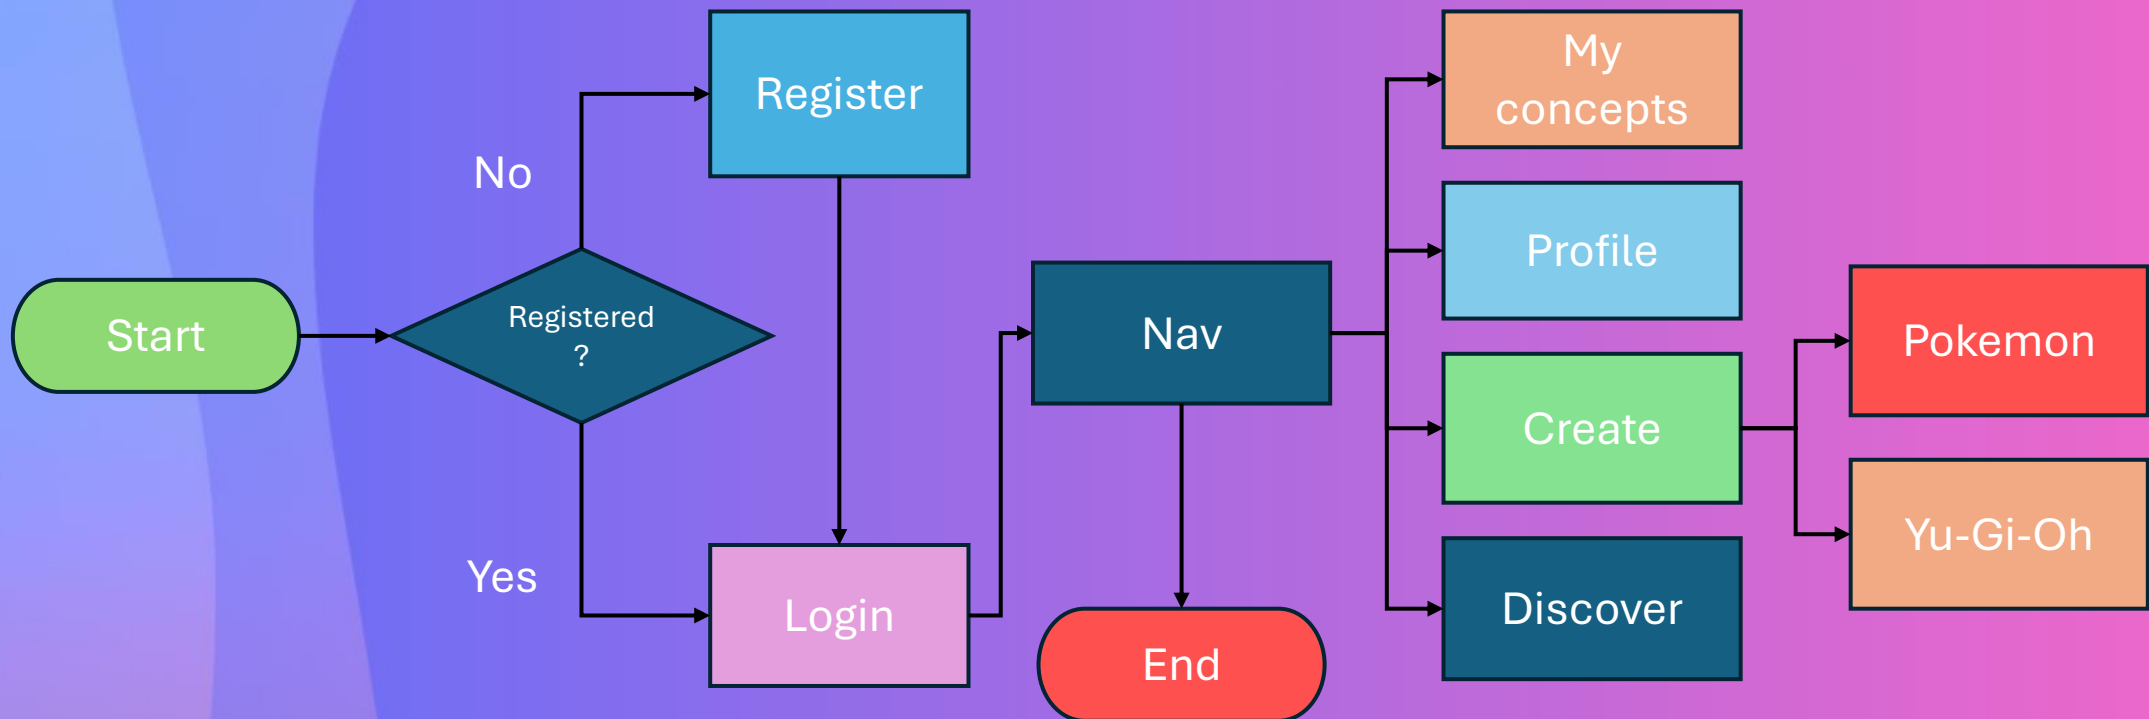 Start
Registered
?
No
Yes
Register
Login
Nav
End
My
concepts
Profile
Create
Discover
Pokemon
Yu-Gi-Oh